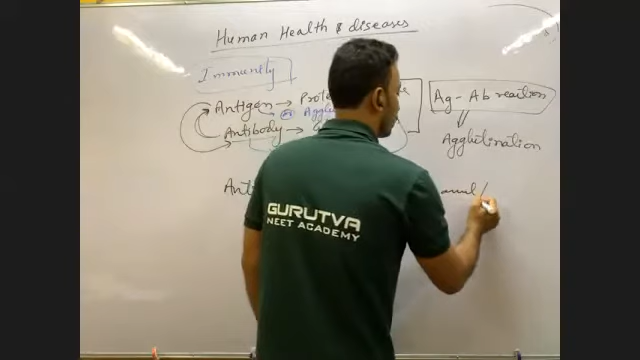 Human Health & diseases
Immunity
Antigen → Prote
Aggl
Antibody →
Ag - Ab reaction
Agglutination
Anti
GURUTVA
NEET ACADEMY